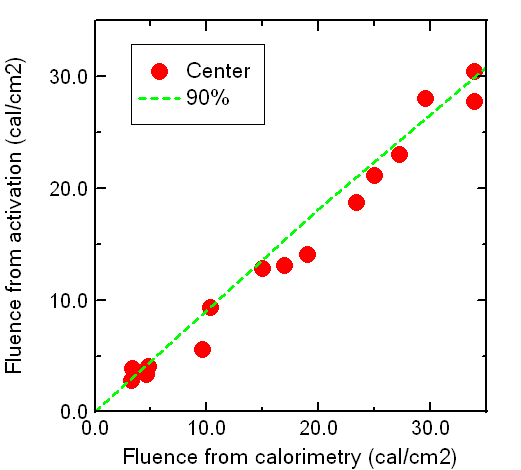 Fluence from activation (cal/cm2)
30.0
20.0
10.0
0.0
Center
90%
0.0 10.0 20.0 30.0
Fluence from calorimetry (cal/cm2)